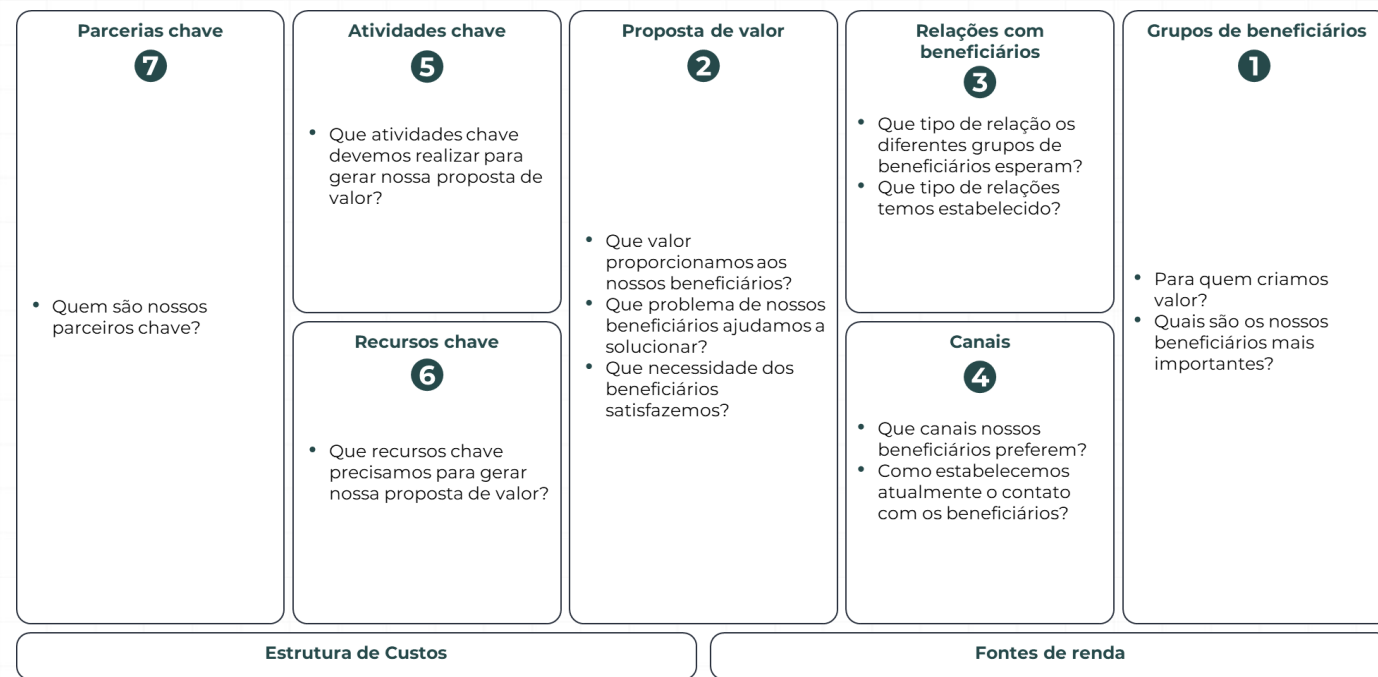 Parcerias chave
7
• Quem são nossos
parceiros chave?
Atividades chave
5
• Que atividades chave
devemos realizar para
gerar nossa proposta de
valor?
Recursos chave
6
• Que recursos chave
precisamos para gerar
nossa proposta de valor?
Proposta de valor
2
• Que valor
proporcionamos aos
nossos beneficiários?
• Que problema de nossos
beneficiários ajudamos a
solucionar?
• Que necessidade dos
beneficiários
satisfazemos?
Relações com
beneficiários
3
• Que tipo de relação os
diferentes grupos de
beneficiários esperam?
• Que tipo de relações
temos estabelecido?
Canais
4
• Que canais nossos
beneficiários preferem?
• Como estabelecemos
atualmente o contato
com os beneficiários?
Grupos de beneficiários
1
• Para quem criamos
valor?
• Quais são os nossos
beneficiários mais
importantes?
Estrutura de Custos
Fontes de renda